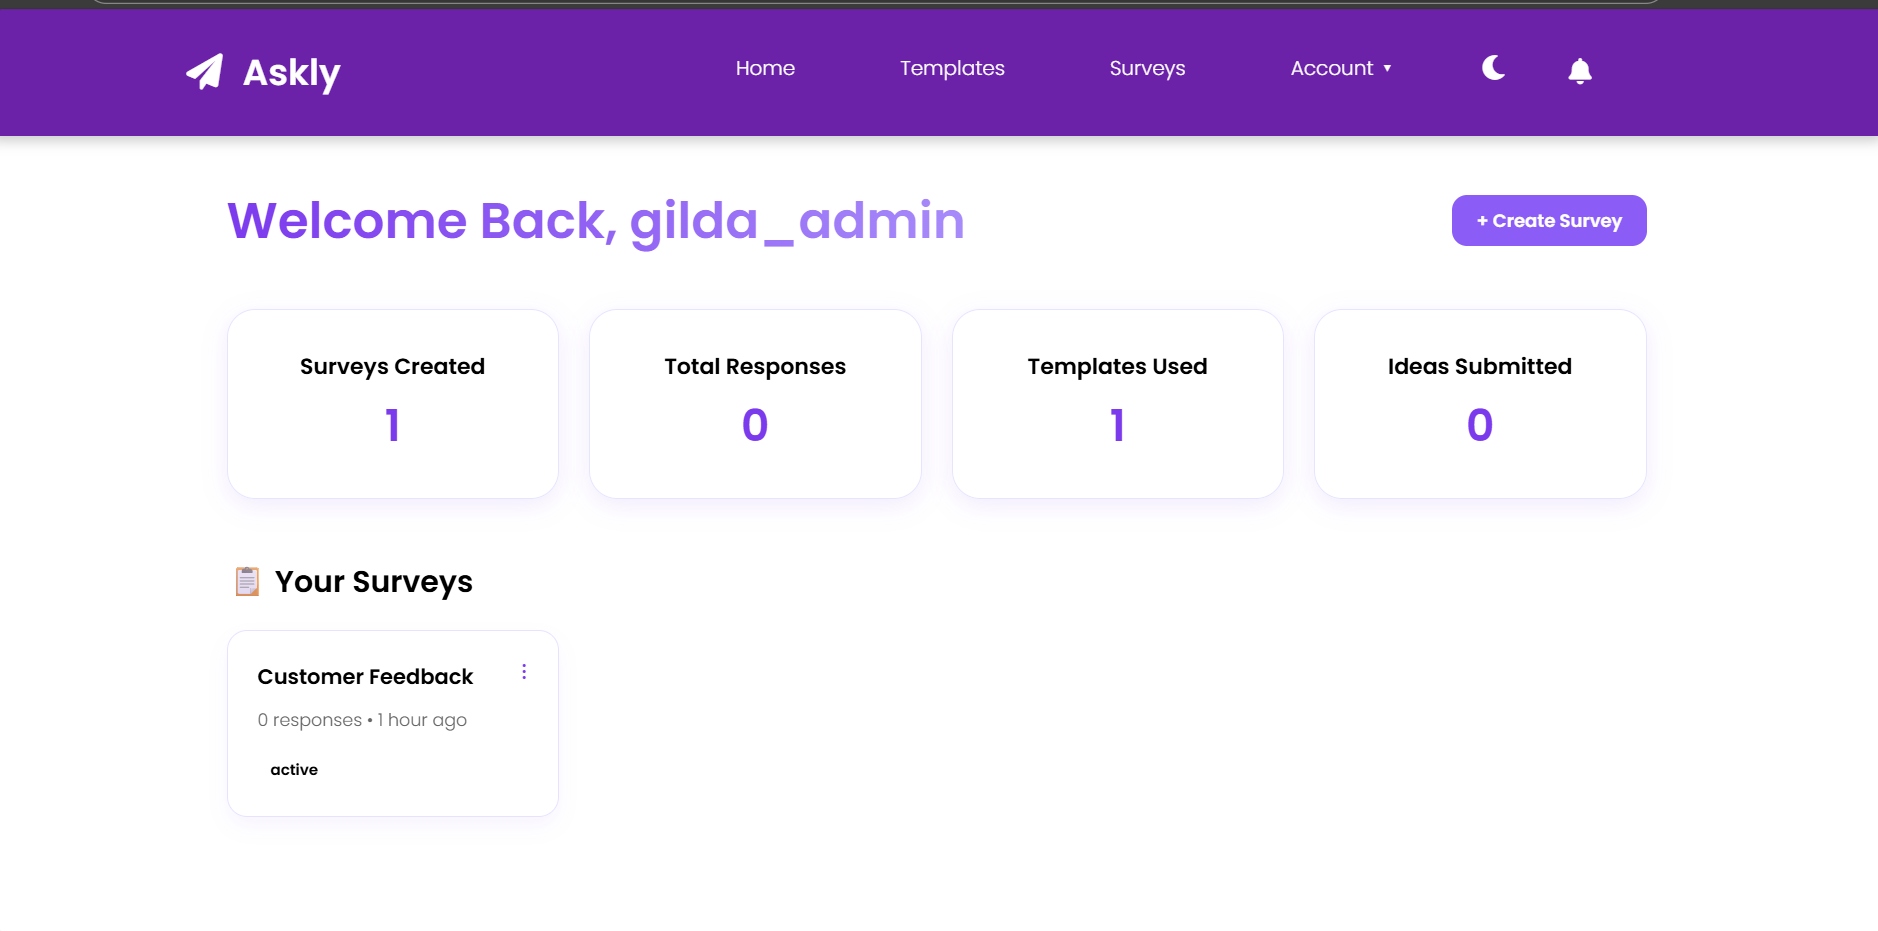 Askly
Home Templates Surveys Account ▼
Welcome Back, gilda_admin
+ Create Survey
Surveys Created Total Responses Templates Used Ideas Submitted
1 0 1 0
Your Surveys
Customer Feedback
0 responses • 1 hour ago
active